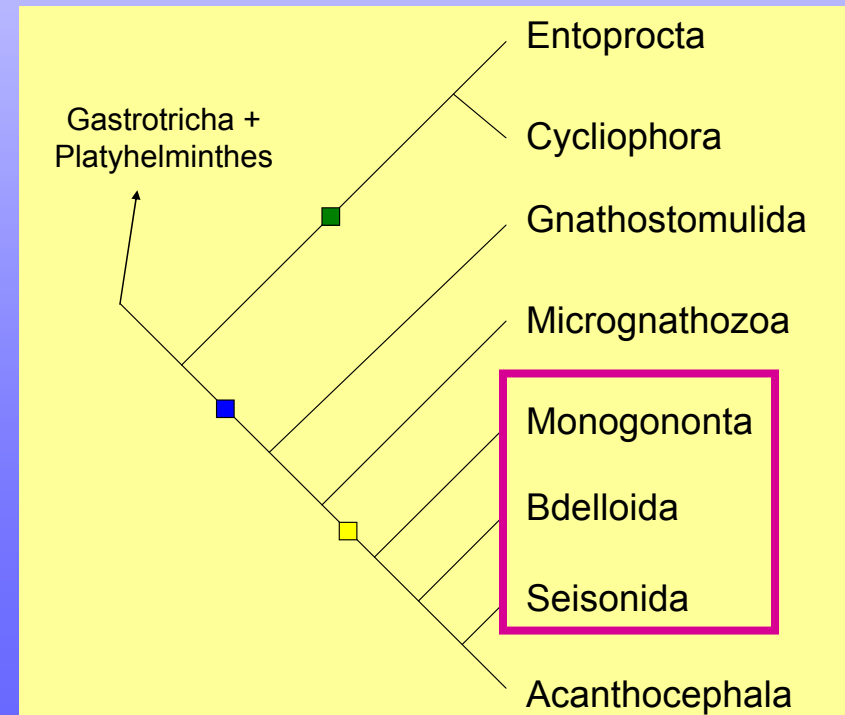 Entoprocta
Gastrotricha +
Platyhelminthes
Cycliophora
Gnathostomulida
Micrognathozoa
Monogononta
Bdelloida
Seisonida
Acanthocephala